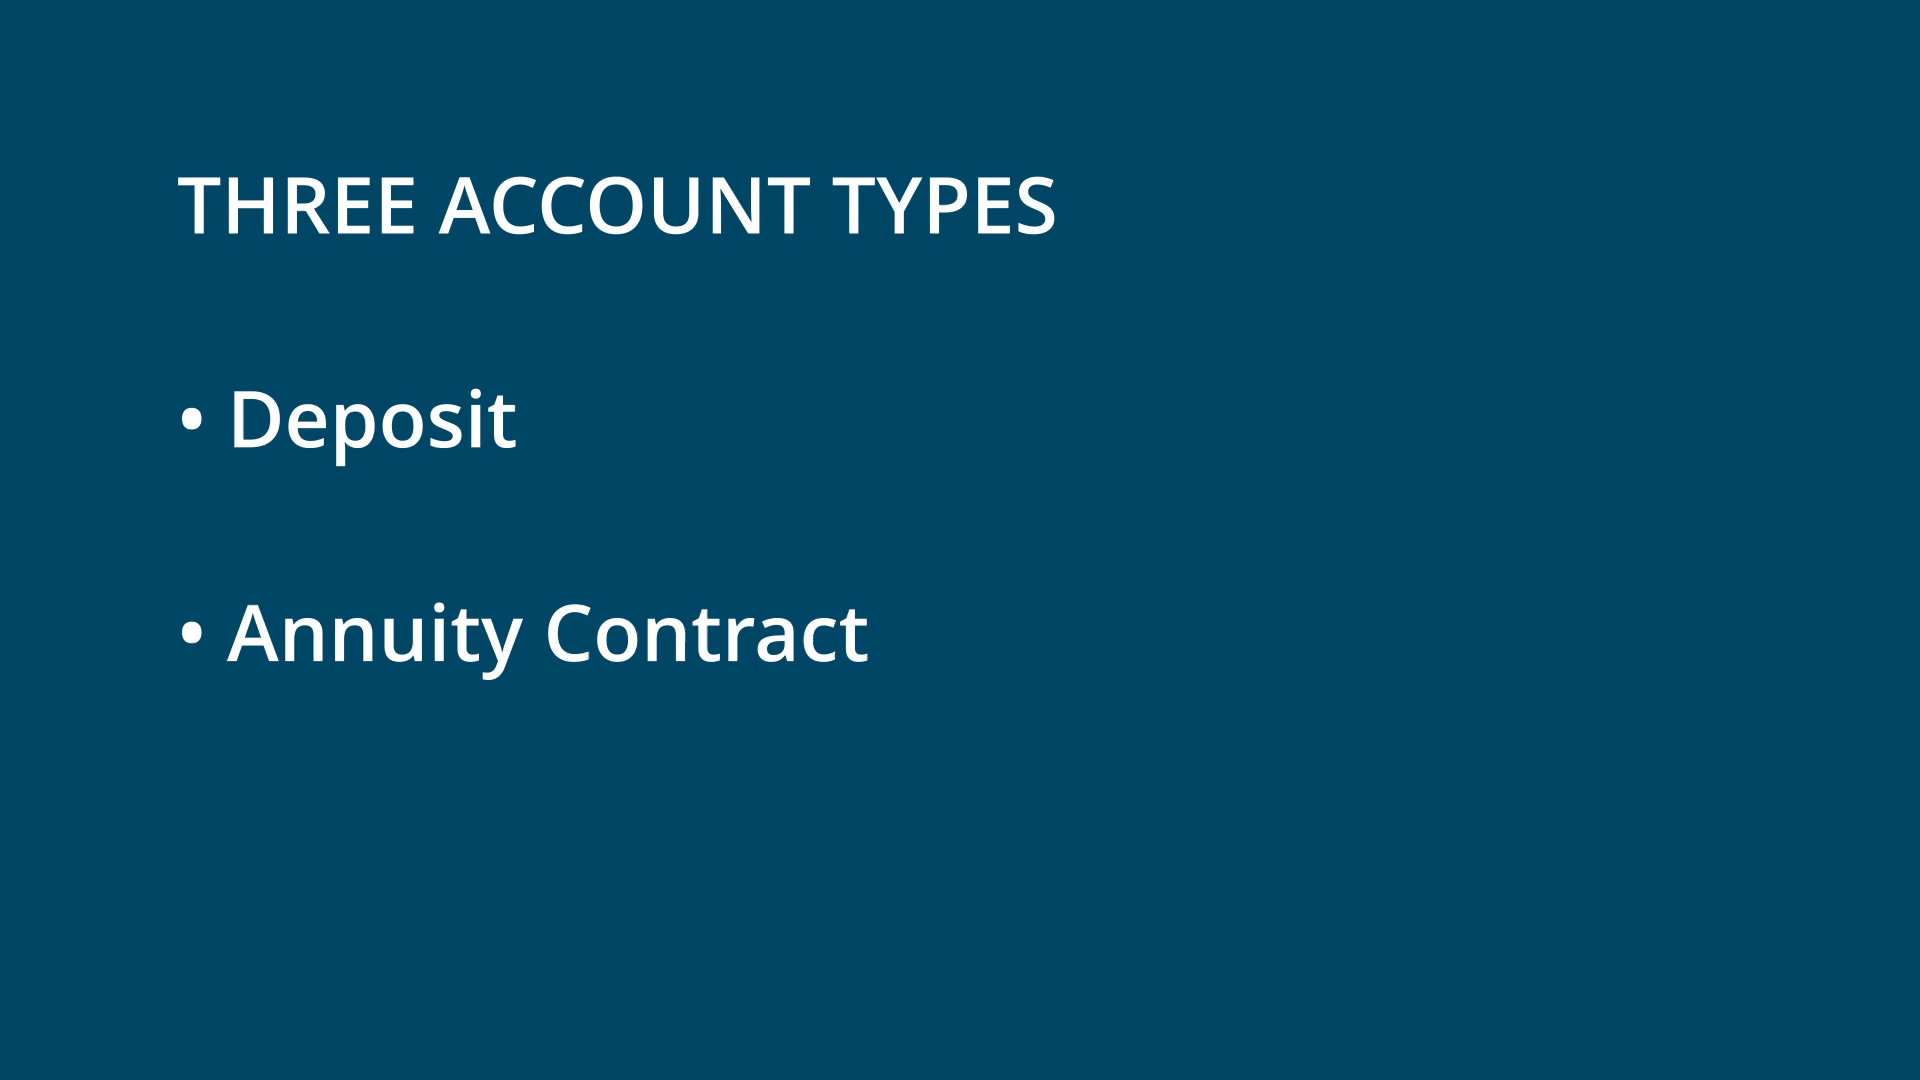 THREE ACCOUNT TYPES
• Deposit
• Annuity Contract